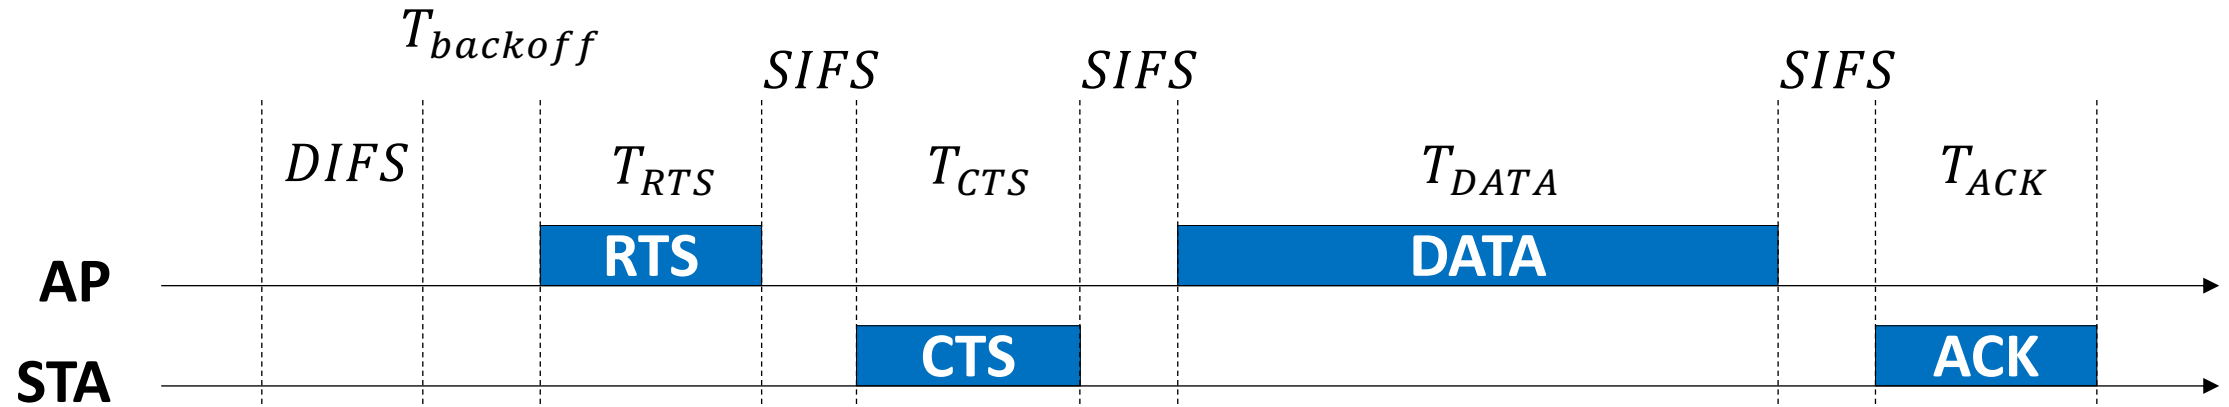 T_backoff
SIFS SIFS SIFS
DIFS T_RTS T_CTS T_DATA T_ACK
RTS DATA
AP
CTS ACK
STA